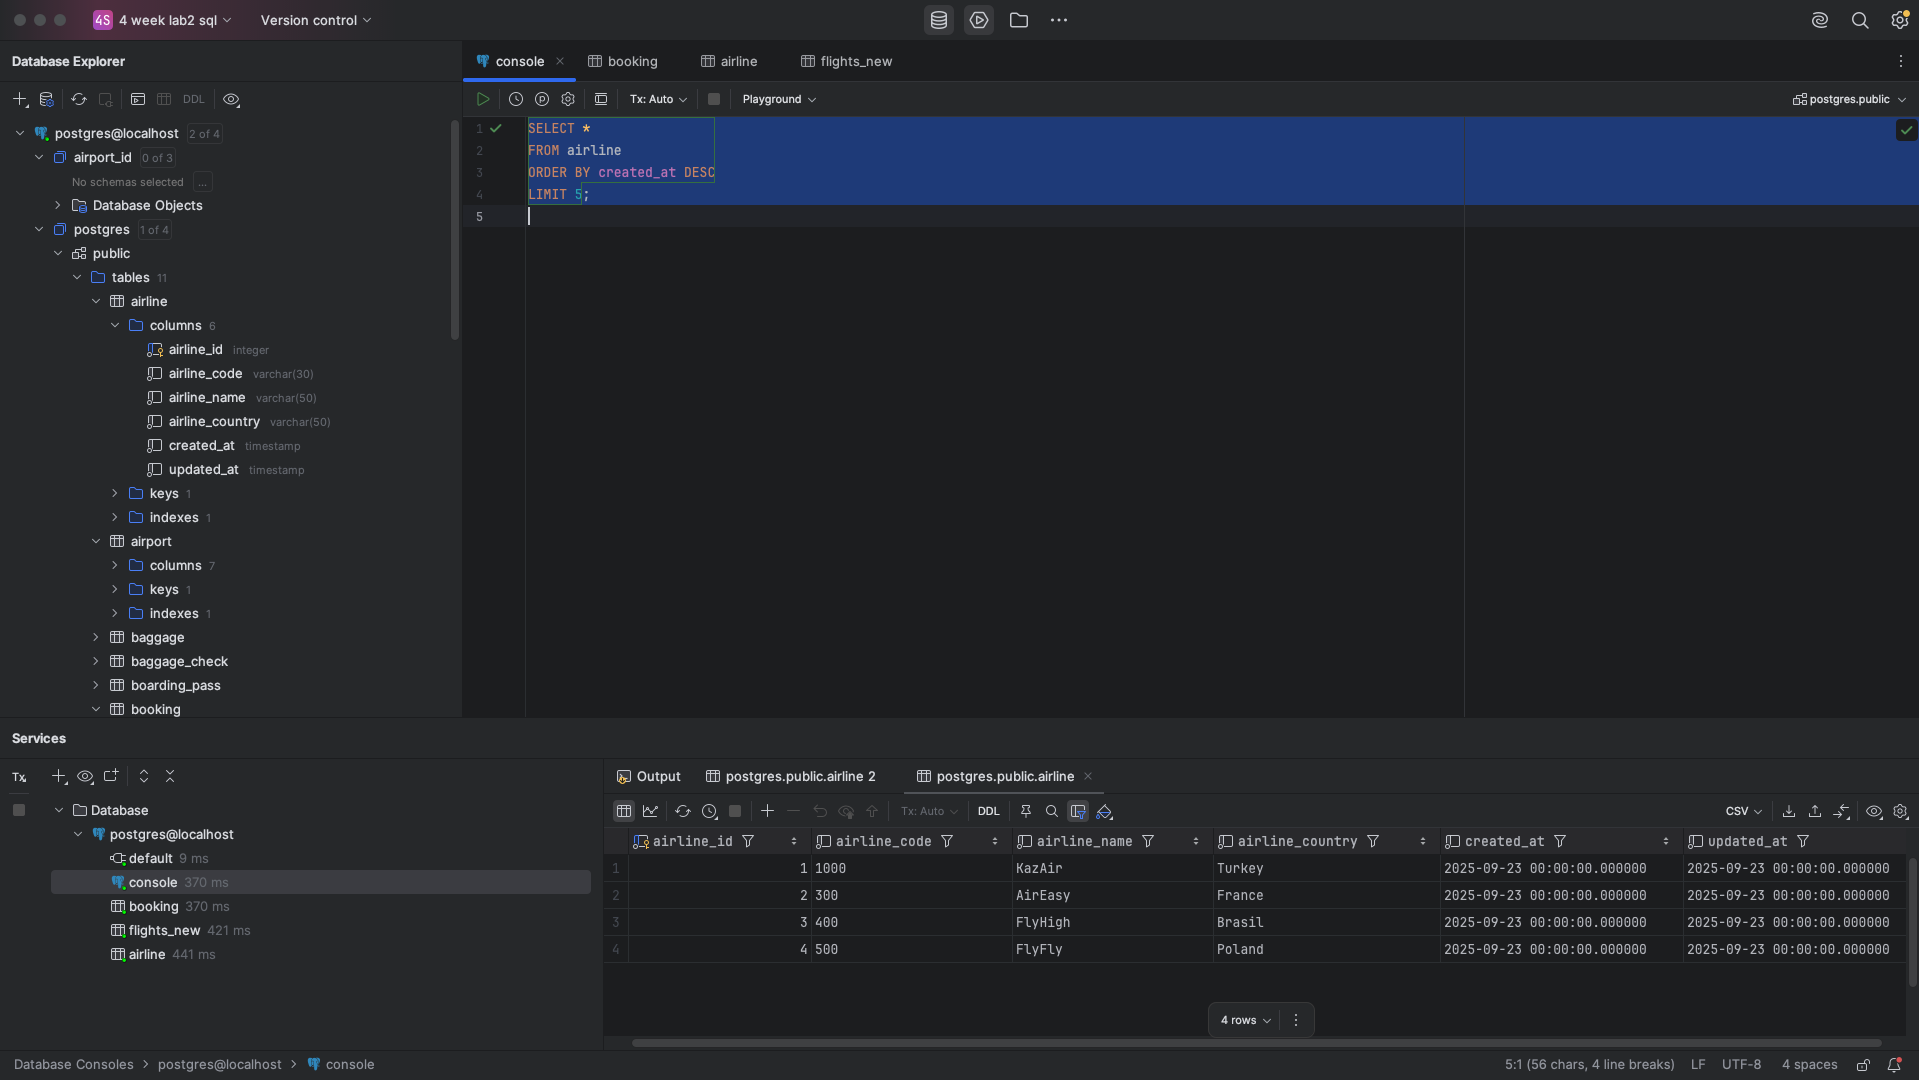 4S 4 week lab2 sql Version control
Database Explorer
console booking airline flights_new
DDL
Tx: Auto Playground postgres.public
postgres@localhost 2 of 4
airport_id 0 of 3
No schemas selected ...
Database Objects
postgres 1 of 4
public
tables 11
airline
columns 6
airline_id integer
airline_code varchar(30)
airline_name varchar(50)
airline_country varchar(50)
created_at timestamp
updated_at timestamp
keys 1
indexes 1
airport
columns 7
keys 1
indexes 1
baggage
baggage_check
boarding_pass
booking
1 SELECT *
2 FROM airline
3 ORDER BY created_at DESC
4 LIMIT 5;
5
Services
Tx
Database
postgres@localhost
default 9 ms
console 370 ms
booking 370 ms
flights_new 421 ms
airline 441 ms
Output postgres.public.airline 2 postgres.public.airline
Tx: Auto DDL CSV
airline_id airline_code airline_name airline_country created_at updated_at
1 1 1000 KazAir Turkey 2025-09-23 00:00:00.000000 2025-09-23 00:00:00.000000
2 2 300 AirEasy France 2025-09-23 00:00:00.000000 2025-09-23 00:00:00.000000
3 3 400 FlyHigh Brasil 2025-09-23 00:00:00.000000 2025-09-23 00:00:00.000000
4 4 500 FlyFly Poland 2025-09-23 00:00:00.000000 2025-09-23 00:00:00.000000
4 rows
Database Consoles postgres@localhost console
5:1 (56 chars, 4 line breaks) LF UTF-8 4 spaces